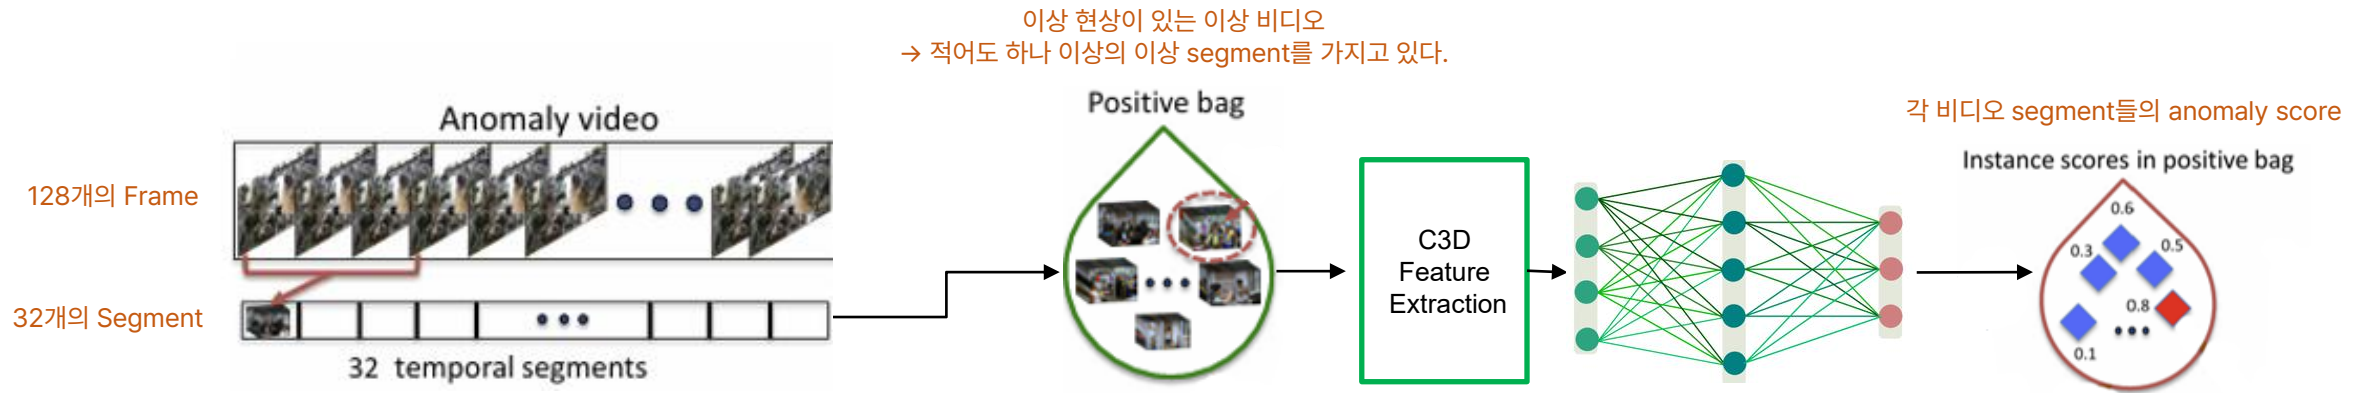 이상 현상이 있는 이상 비디오
→ 적어도 하나 이상의 이상 segment를 가지고 있다.
Anomaly video
128개의 Frame
32개의 Segment
32 temporal segments
Positive bag
C3D
Feature
Extraction
각 비디오 segment들의 anomaly score
Instance scores in positive bag
0.6
0.3
0.5
0.8
0.1